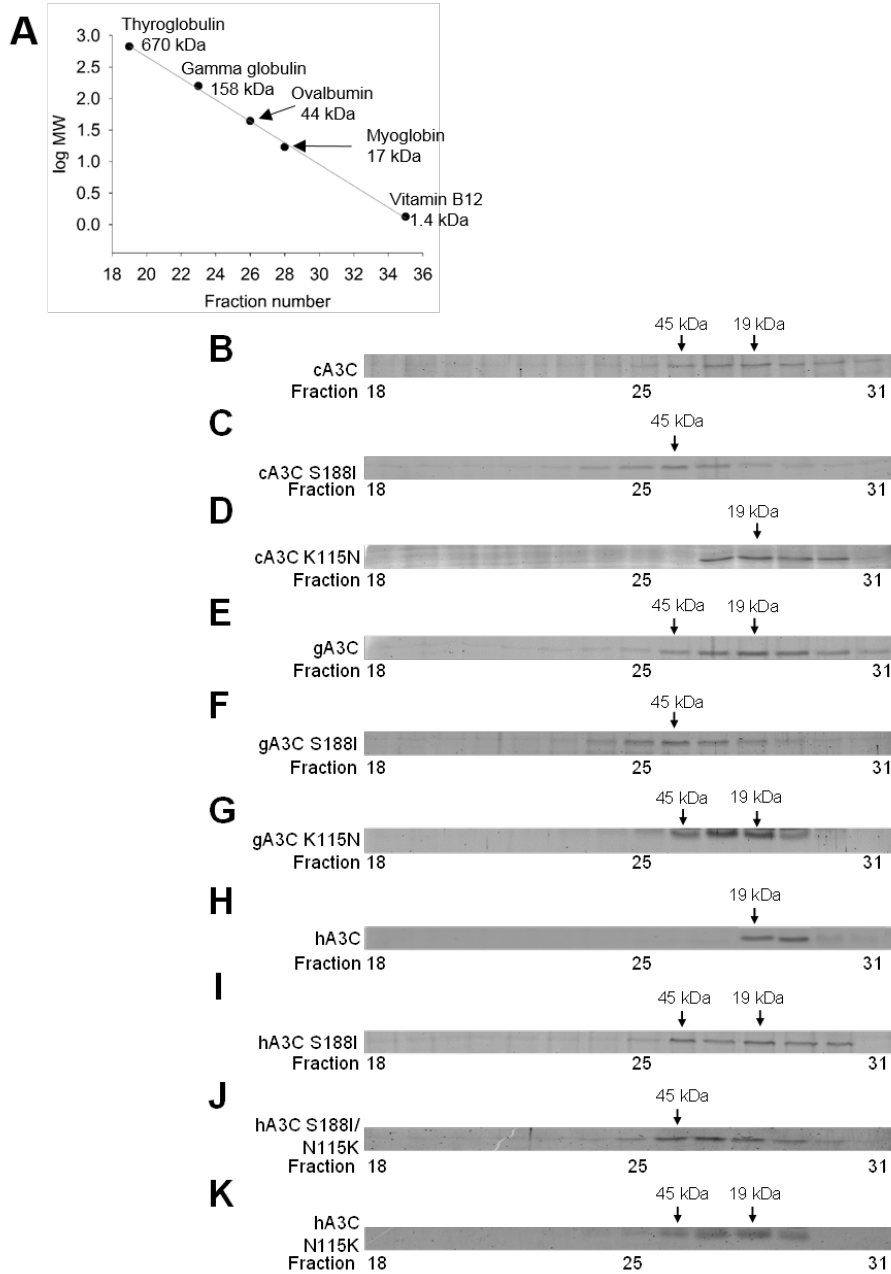 A
Thyroglobulin
670 kDa
Gamma globulin
158 kDa
Ovalbumin
44 kDa
Myoglobin
17 kDa
Vitamin B12
1.4 kDa
log MW
3.0
2.5
2.0
1.5
1.0
0.5
0.0
18 20 22 24 26 28 30 32 34 36
Fraction number
B
45 kDa 19 kDa
cA3C
Fraction 18 25 31
C
45 kDa
cA3C S188I
Fraction 18 25 31
D
19 kDa
cA3C K115N
Fraction 18 25 31
E
45 kDa 19 kDa
gA3C
Fraction 18 25 31
F
45 kDa
gA3C S188I
Fraction 18 25 31
G
45 kDa 19 kDa
gA3C K115N
Fraction 18 25 31
H
19 kDa
hA3C
Fraction 18 25 31
I
45 kDa 19 kDa
hA3C S188I
Fraction 18 25 31
J
45 kDa
hA3C S188I/
N115K
Fraction 18 25 31
K
45 kDa 19 kDa
hA3C
N115K
Fraction 18 25 31